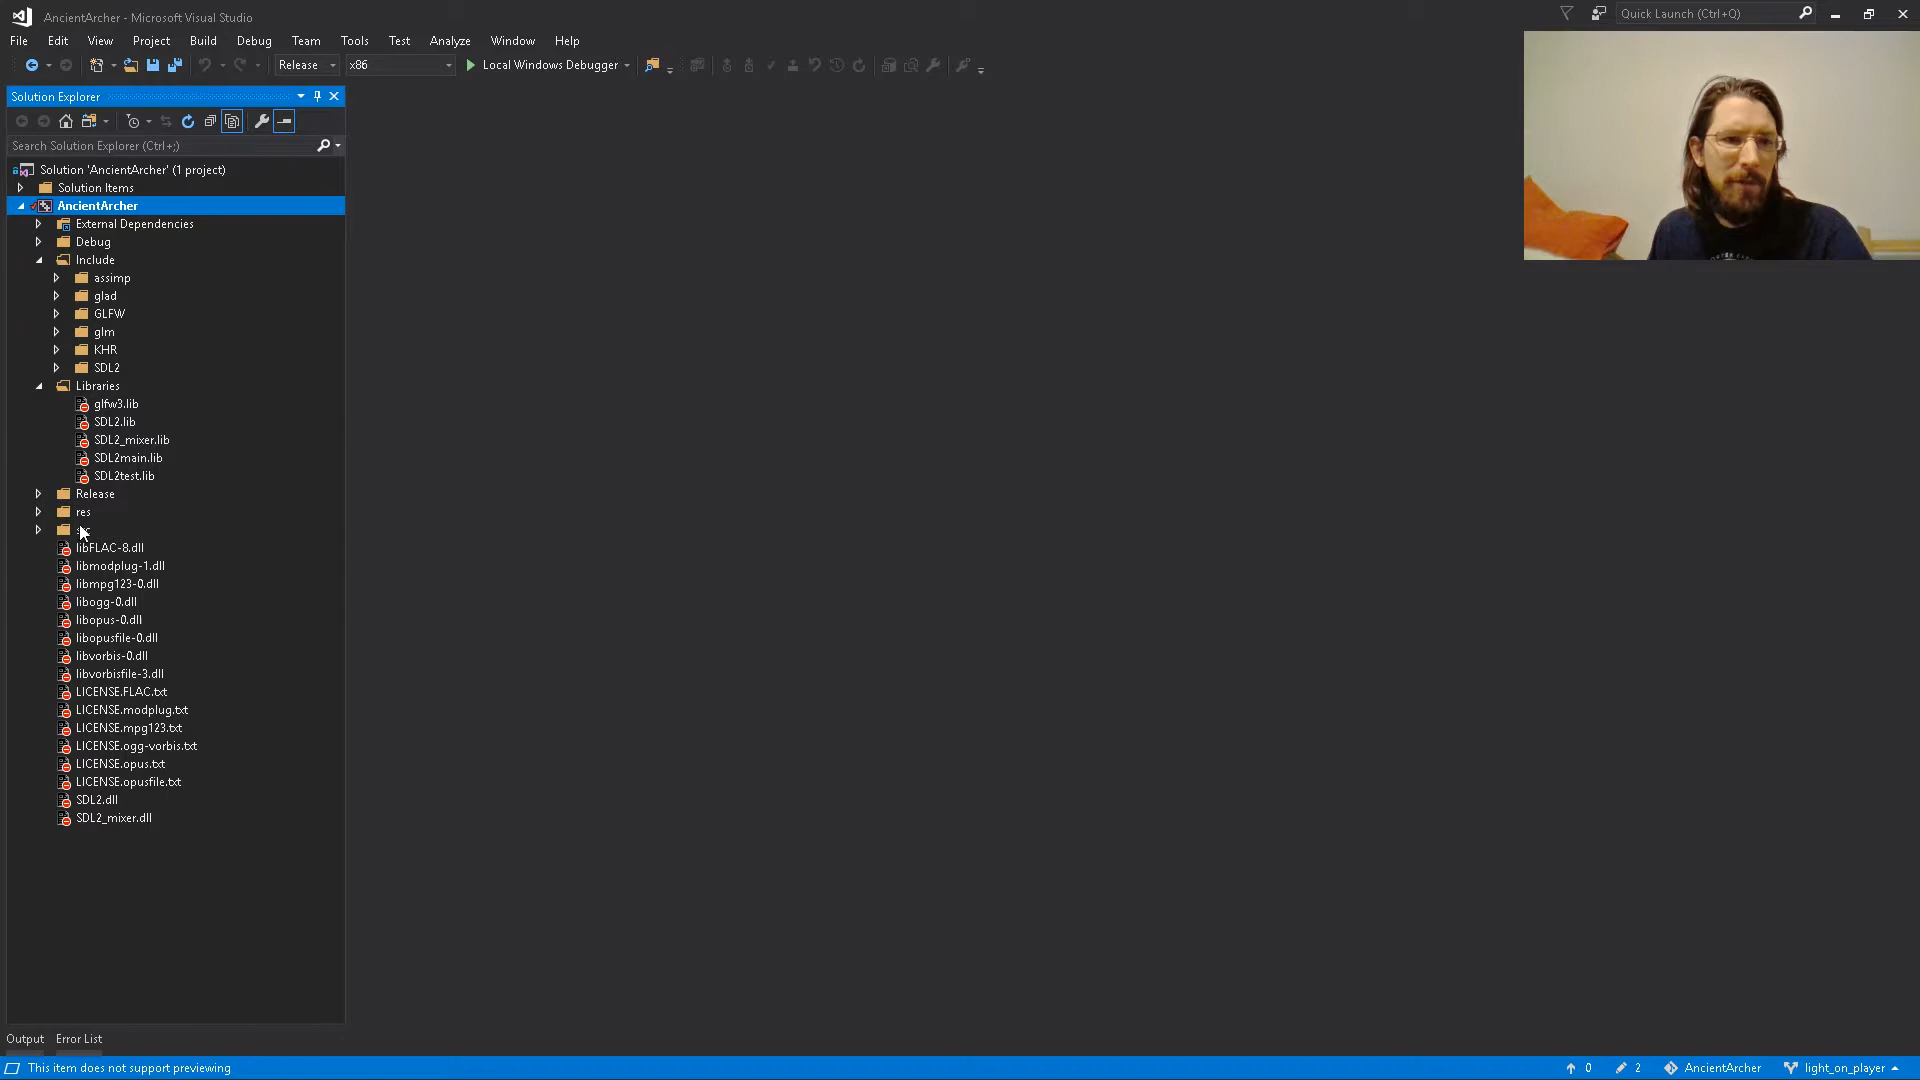 AncientArcher - Microsoft Visual Studio
Quick Launch (Ctrl+Q)
File Edit View Project Build Debug Team Tools Test Analyze Window Help
Release x86 Local Windows Debugger
Solution Explorer
Search Solution Explorer (Ctrl+;)
Solution 'AncientArcher' (1 project)
Solution Items
AncientArcher
External Dependencies
Debug
Include
assimp
glad
GLFW
glm
KHR
SDL2
Libraries
glfw3.lib
SDL2.lib
SDL2_mixer.lib
SDL2main.lib
SDL2test.lib
Release
res
libFLAC-8.dll
libmodplug-1.dll
libmpg123-0.dll
libogg-0.dll
libopus-0.dll
libopusfile-0.dll
libvorbis-0.dll
libvorbisfile-3.dll
LICENSE.FLAC.txt
LICENSE.modplug.txt
LICENSE.mpg123.txt
LICENSE.ogg-vorbis.txt
LICENSE.opus.txt
LICENSE.opusfile.txt
SDL2.dll
SDL2_mixer.dll
Output Error List
This item does not support previewing
0 2 AncientArcher light_on_player